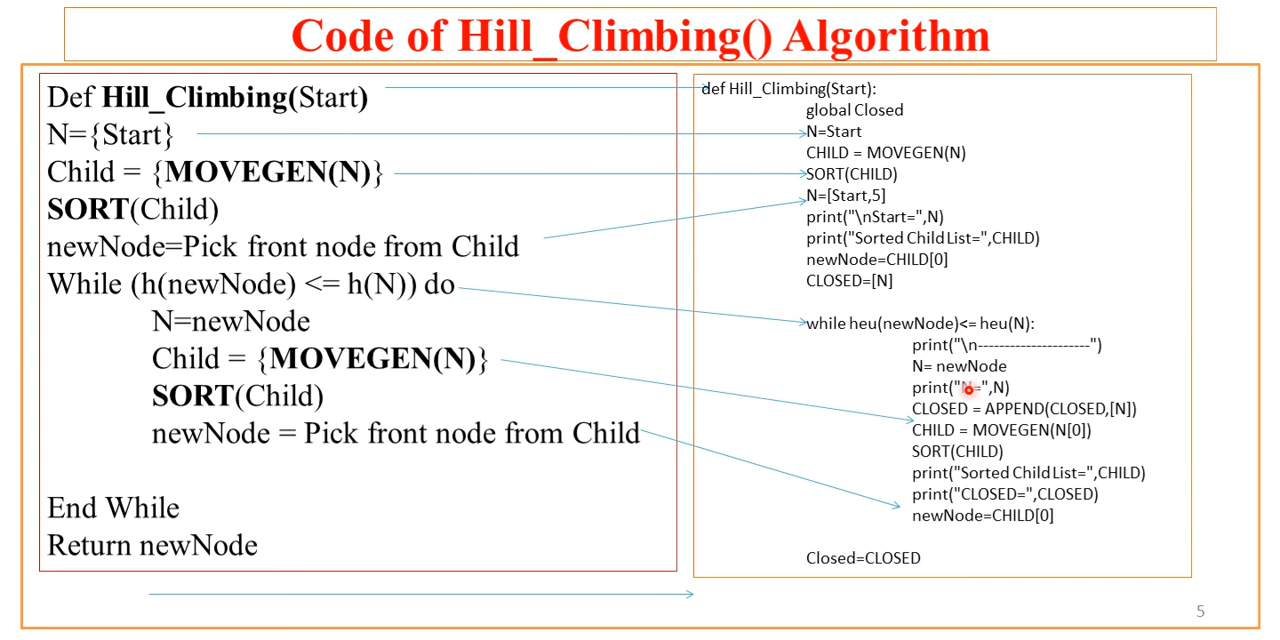 Code of Hill_Climbing() Algorithm
Def Hill_Climbing(Start)
N={Start}
Child = {MOVEGEN(N)}
SORT(Child)
newNode=Pick front node from Child
While (h(newNode) <= h(N)) do
N=newNode
Child = {MOVEGEN(N)}
SORT(Child)
newNode = Pick front node from Child
End While
Return newNode
def Hill_Climbing(Start):
global Closed
N=Start
CHILD = MOVEGEN(N)
SORT(CHILD)
N=[Start,5]
print("\nStart=",N)
print("Sorted Child List=",CHILD)
newNode=CHILD[0]
CLOSED=[N]
while heu(newNode)<= heu(N):
print("\n---------------------")
N= newNode
print("N=",N)
CLOSED = APPEND(CLOSED,[N])
CHILD = MOVEGEN(N[0])
SORT(CHILD)
print("Sorted Child List=",CHILD)
print("CLOSED=",CLOSED)
newNode=CHILD[0]
Closed=CLOSED
5